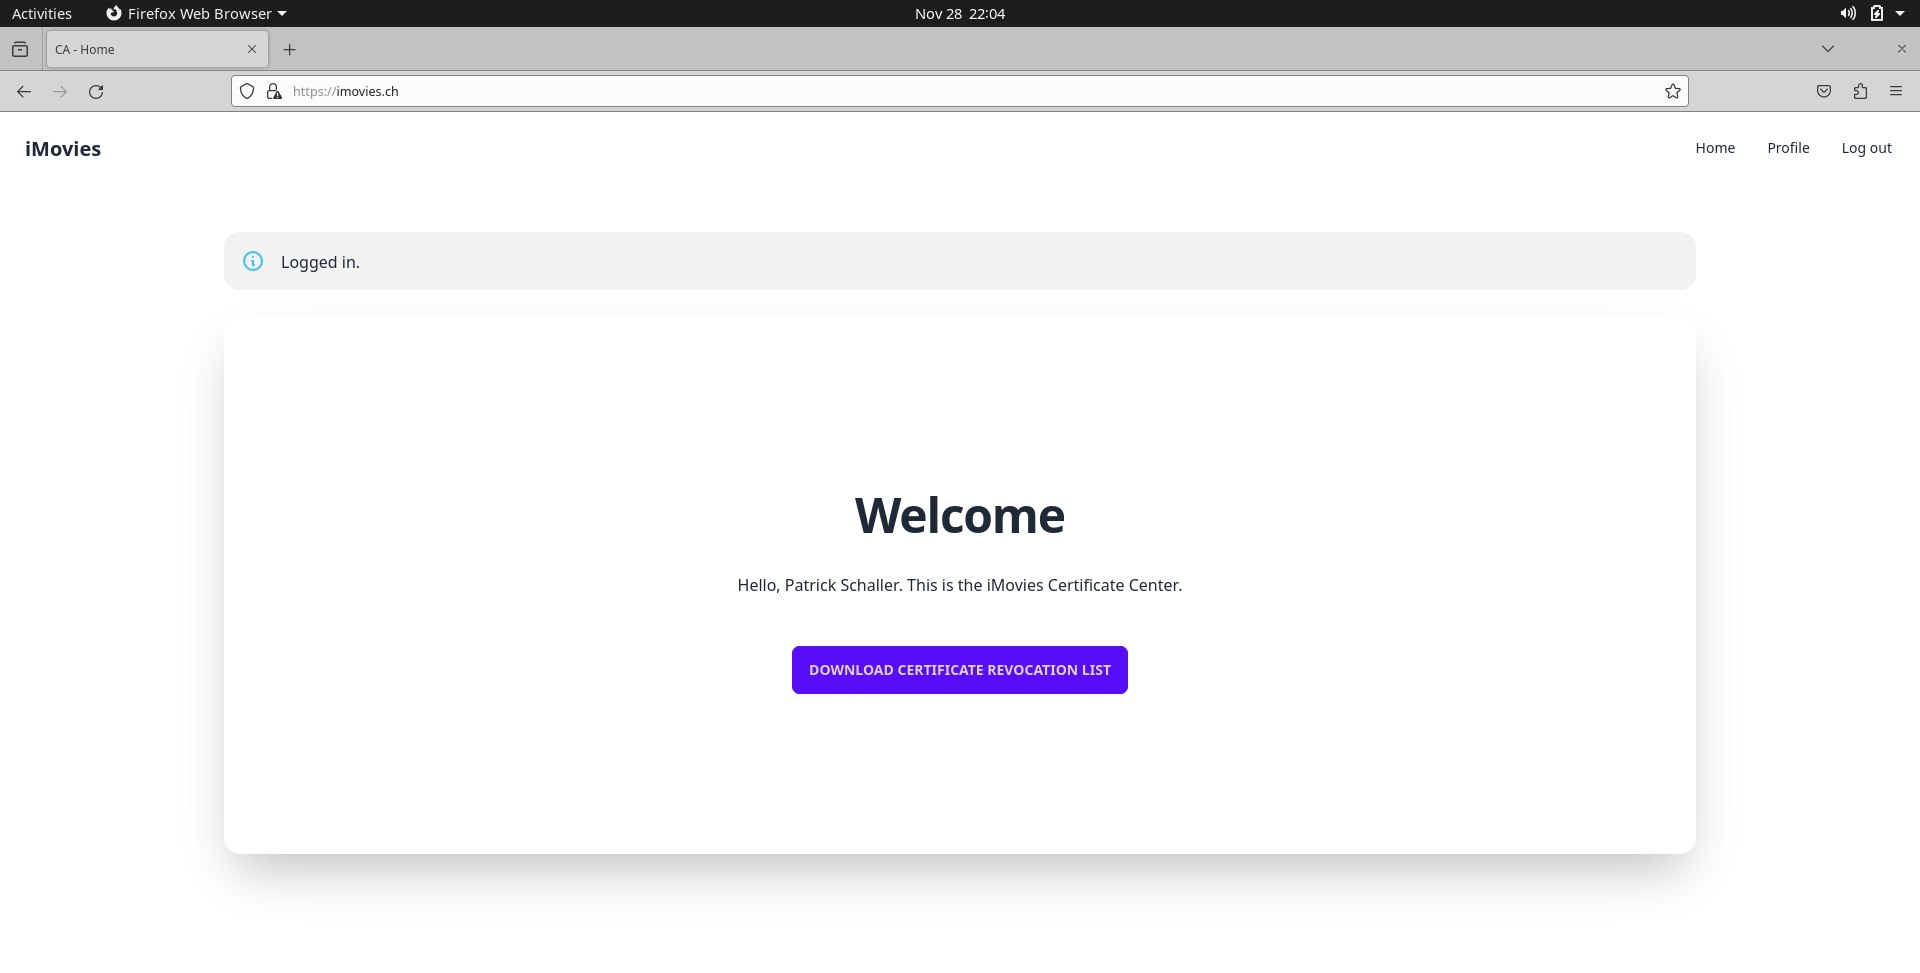 Activities Firefox Web Browser Nov 28 22:04
CA - Home
https://imovies.ch
iMovies Home Profile Log out
Logged in.
Welcome
Hello, Patrick Schaller. This is the iMovies Certificate Center.
DOWNLOAD CERTIFICATE REVOCATION LIST